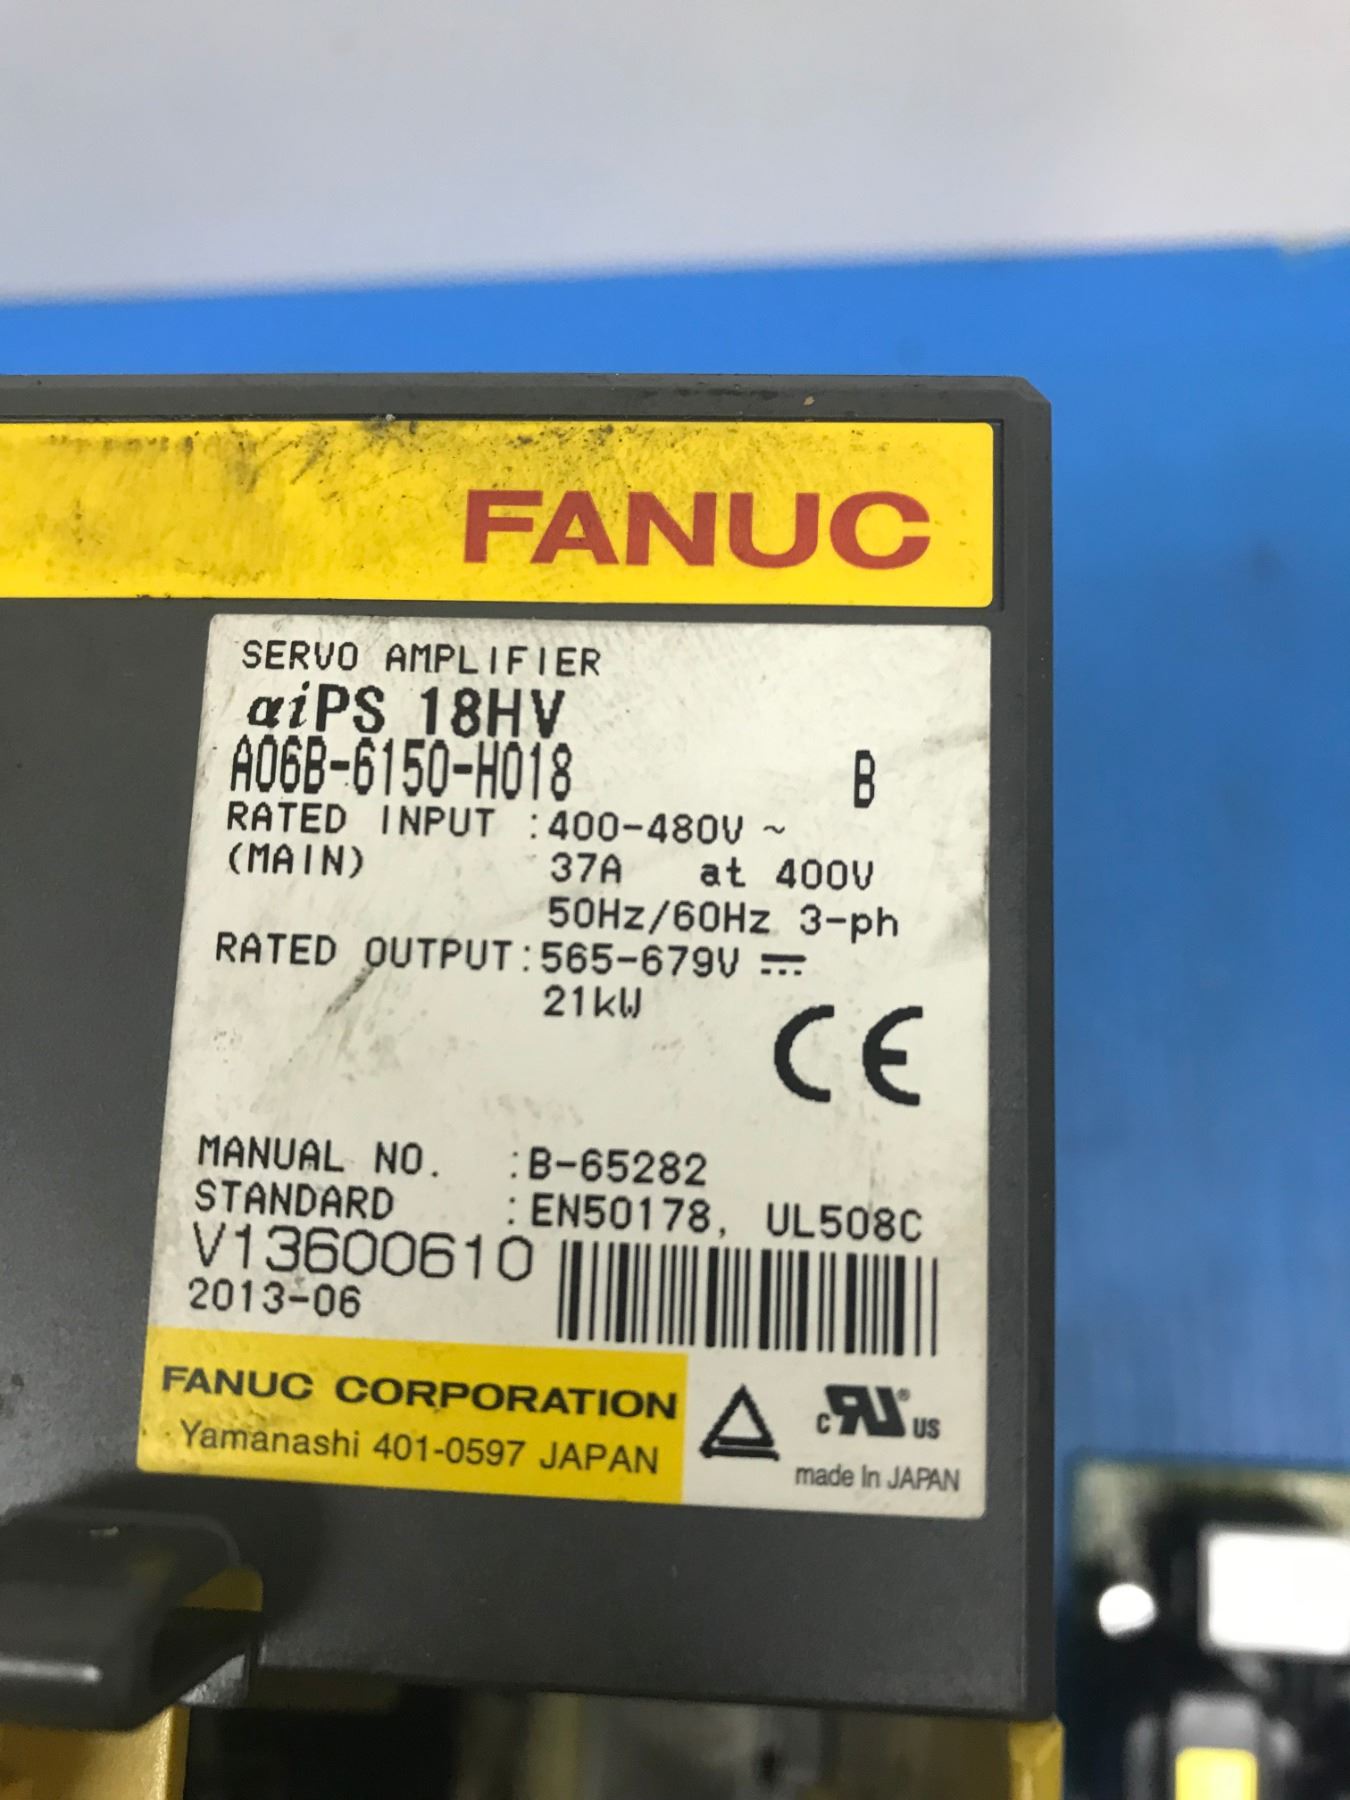 FANUC
SERVO AMPLIFIER
αiPS 18HV
A06B-6150-H018 B
RATED INPUT :400-480V ~
(MAIN) 37A at 400V
50Hz/60Hz 3-ph
RATED OUTPUT:565-679V ⎓
21kW
CE
MANUAL NO. :B-65282
STANDARD :EN50178, UL508C
V13600610
2013-06
FANUC CORPORATION
Yamanashi 401-0597 JAPAN
c RU ® US
made in JAPAN